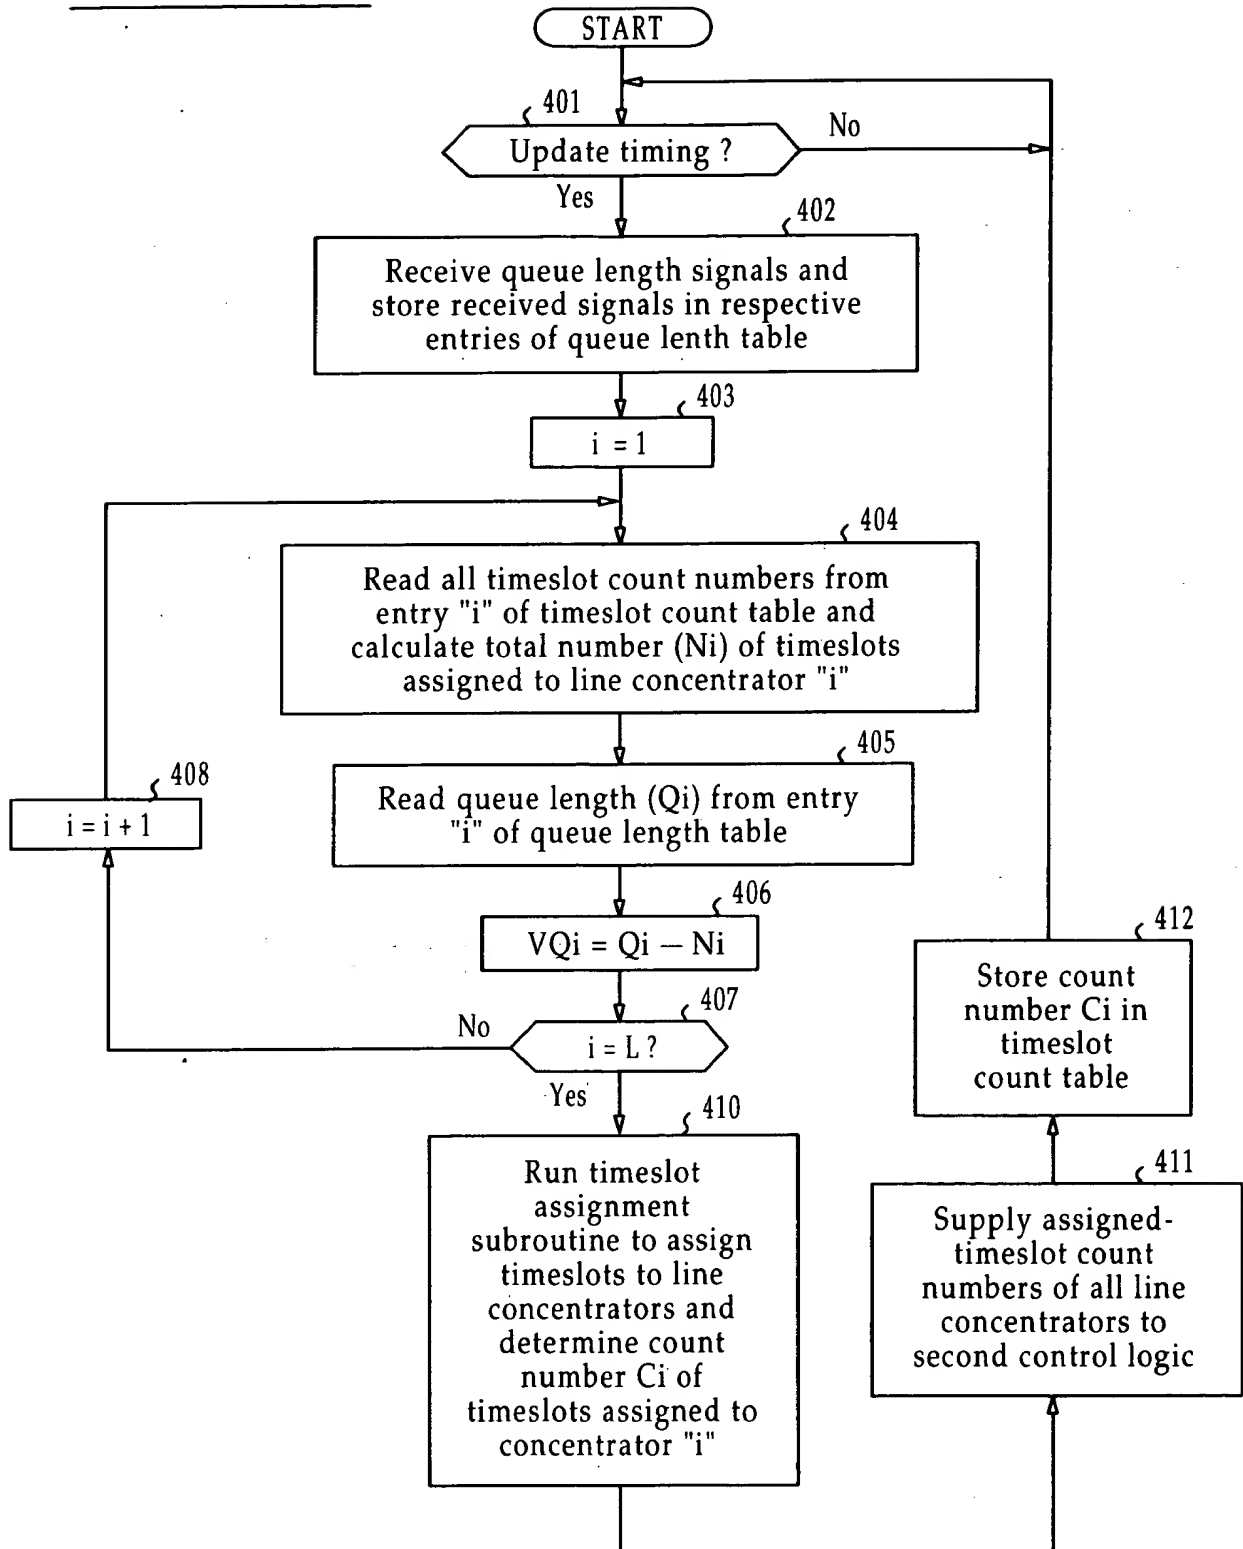 START
401
Update timing ?
No
Yes
402
Receive queue length signals and
store received signals in respective
entries of queue lenth table
403
i = 1
404
Read all timeslot count numbers from
entry "i" of timeslot count table and
calculate total number (Ni) of timeslots
assigned to line concentrator "i"
405
Read queue length (Qi) from entry
"i" of queue length table
408
i = i + 1
406
VQi = Qi — Ni
407
i = L ?
No
Yes
410
Run timeslot
assignment
subroutine to assign
timeslots to line
concentrators and
determine count
number Ci of
timeslots assigned to
concentrator "i"
412
Store count
number Ci in
timeslot
count table
411
Supply assigned-
timeslot count
numbers of all line
concentrators to
second control logic